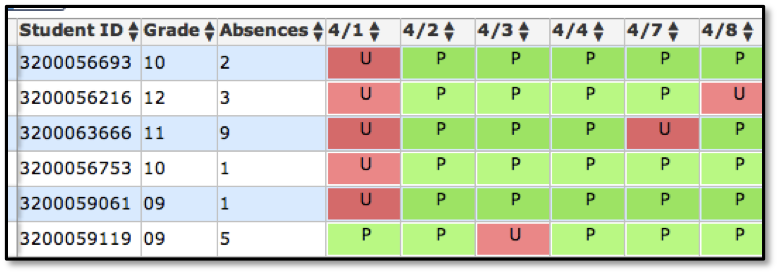 Student ID Grade Absences 4/1 4/2 4/3 4/4 4/7 4/8
3200056693 10 2 U P P P P P
3200056216 12 3 U P P P P U
3200063666 11 9 U P P P U P
3200056753 10 1 U P P P P P
3200059061 09 1 U P P P P P
3200059119 09 5 P P U P P P